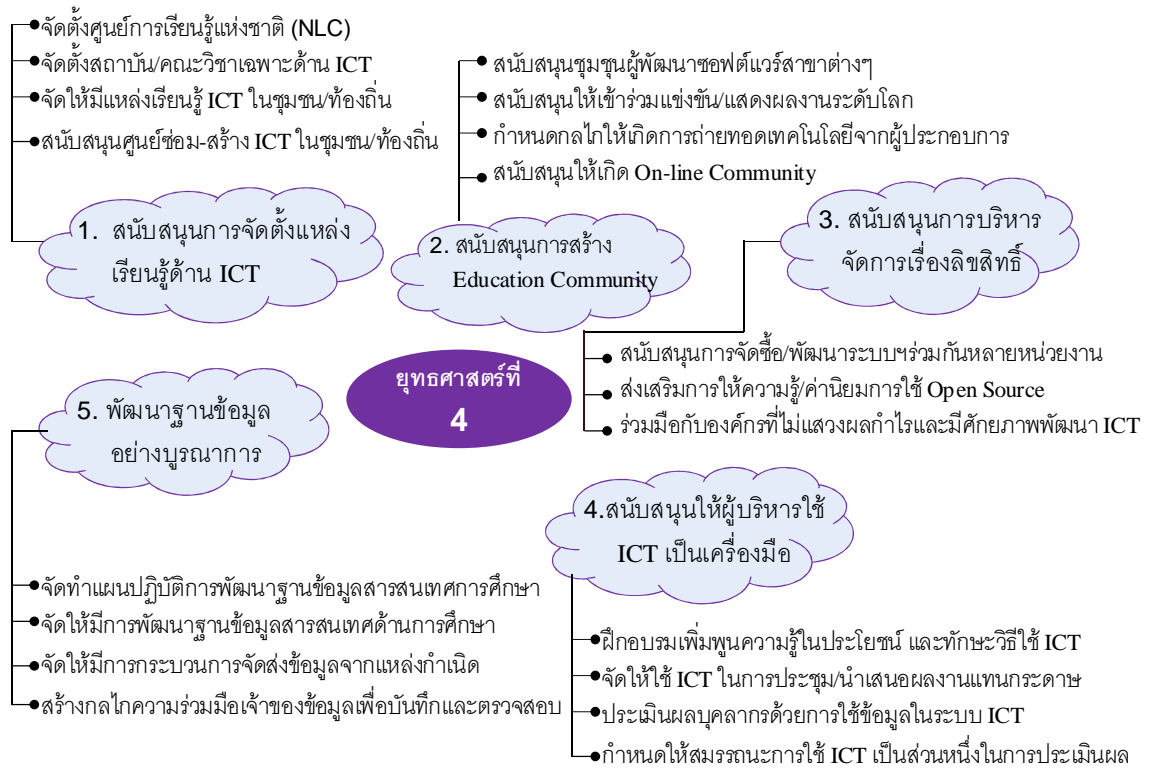 จัดตั้งศูนย์การเรียนรู้แห่งชาติ (NLC)
จัดตั้งสถาบัน/คณะวิชาเฉพาะด้าน ICT
จัดให้มีแหล่งเรียนรู้ ICT ในชุมชน/ท้องถิ่น
สนับสนุนศูนย์ซ่อม-สร้าง ICT ในชุมชน/ท้องถิ่น
1. สนับสนุนการจัดตั้งแหล่ง
เรียนรู้ด้าน ICT
สนับสนุนชุมชุนผู้พัฒนาซอฟต์แวร์สาขาต่างๆ
สนับสนุนให้เข้าร่วมแข่งขัน/แสดงผลงานระดับโลก
กำหนดกลไกให้เกิดการถ่ายทอดเทคโนโลยีจากผู้ประกอบการ
สนับสนุนให้เกิด On-line Community
2. สนับสนุนการสร้าง
Education Community
3. สนับสนุนการบริหาร
จัดการเรื่องลิขสิทธิ์
สนับสนุนการจัดซื้อ/พัฒนาระบบฯร่วมกันหลายหน่วยงาน
ส่งเสริมการให้ความรู้/ค่านิยมการใช้ Open Source
ร่วมมือกับองค์กรที่ไม่แสวงผลกำไรและมีศักยภาพพัฒนา ICT
ยุทธศาสตร์ที่
4
5. พัฒนาฐานข้อมูล
อย่างบูรณาการ
จัดทำแผนปฏิบัติการพัฒนาฐานข้อมูลสารสนเทศการศึกษา
จัดให้มีการพัฒนาฐานข้อมูลสารสนเทศด้านการศึกษา
จัดให้มีการกระบวนการจัดส่งข้อมูลจากแหล่งกำเนิด
สร้างกลไกความร่วมมือเจ้าของข้อมูลเพื่อบันทึกและตรวจสอบ
4.สนับสนุนให้ผู้บริหารใช้
ICT เป็นเครื่องมือ
ฝึกอบรมเพิ่มพูนความรู้ในประโยชน์ และทักษะวิธีใช้ ICT
จัดให้ใช้ ICT ในการประชุม/นำเสนอผลงานแทนกระดาษ
ประเมินผลบุคลากรด้วยการใช้ข้อมูลในระบบ ICT
กำหนดให้สมรรถนะการใช้ ICT เป็นส่วนหนึ่งในการประเมินผล